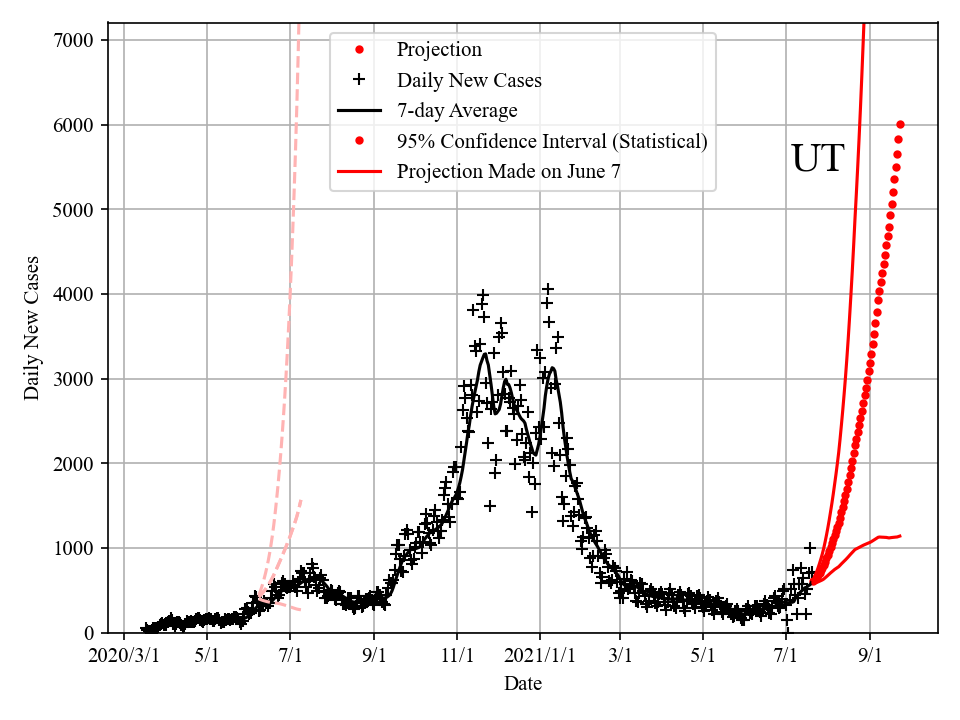 7000
6000
5000
4000
3000
2000
1000
0
Daily New Cases
Projection
Daily New Cases
7-day Average
95% Confidence Interval (Statistical)
Projection Made on June 7
UT
2020/3/1 5/1 7/1 9/1 11/1 2021/1/1 3/1 5/1 7/1 9/1
Date